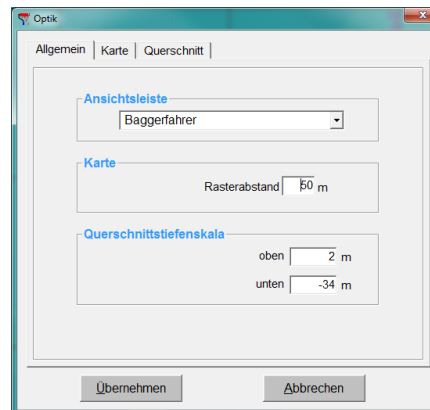 Optik
Allgemein Karte Querschnitt
Ansichtsleiste
Baggerfahrer
Karte
Rasterabstand 50 m
Querschnittstiefenskala
oben 2 m
unten -34 m
Übernehmen Abbrechen